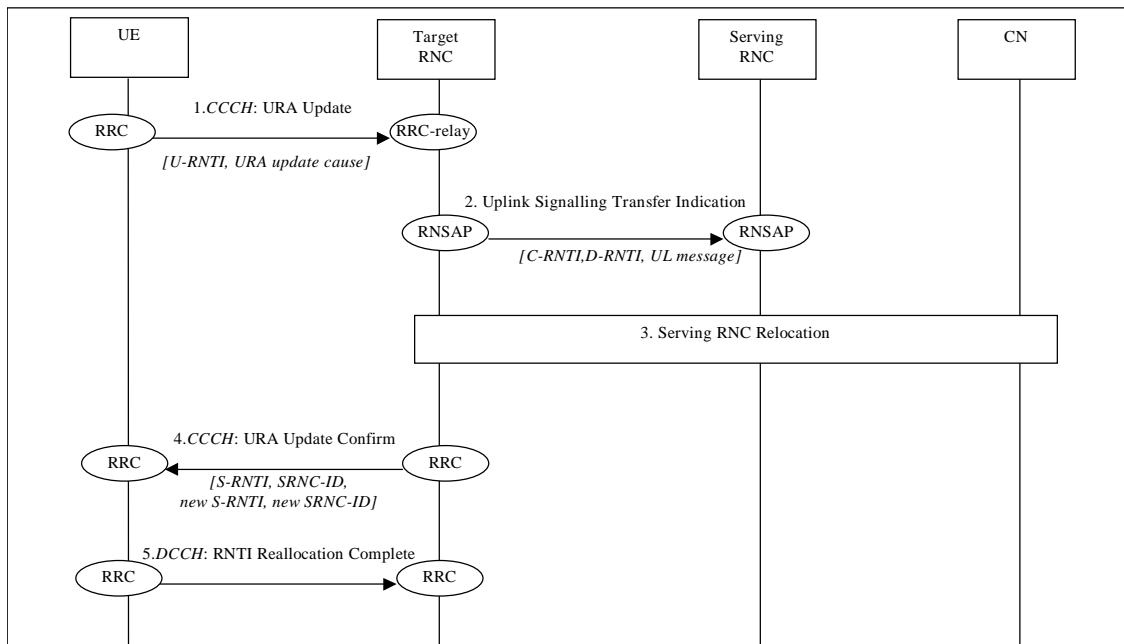 UE
Target
RNC
Serving
RNC
CN
1.CCCH: URA Update
RRC
RRC-relay
[U-RNTI, URA update cause]
2. Uplink Signalling Transfer Indication
RNSAP
RNSAP
[C-RNTI,D-RNTI, UL message]
3. Serving RNC Relocation
4.CCCH: URA Update Confirm
RRC
RRC
[S-RNTI, SRNC-ID,
new S-RNTI, new SRNC-ID]
5.DCCH: RNTI Reallocation Complete
RRC
RRC